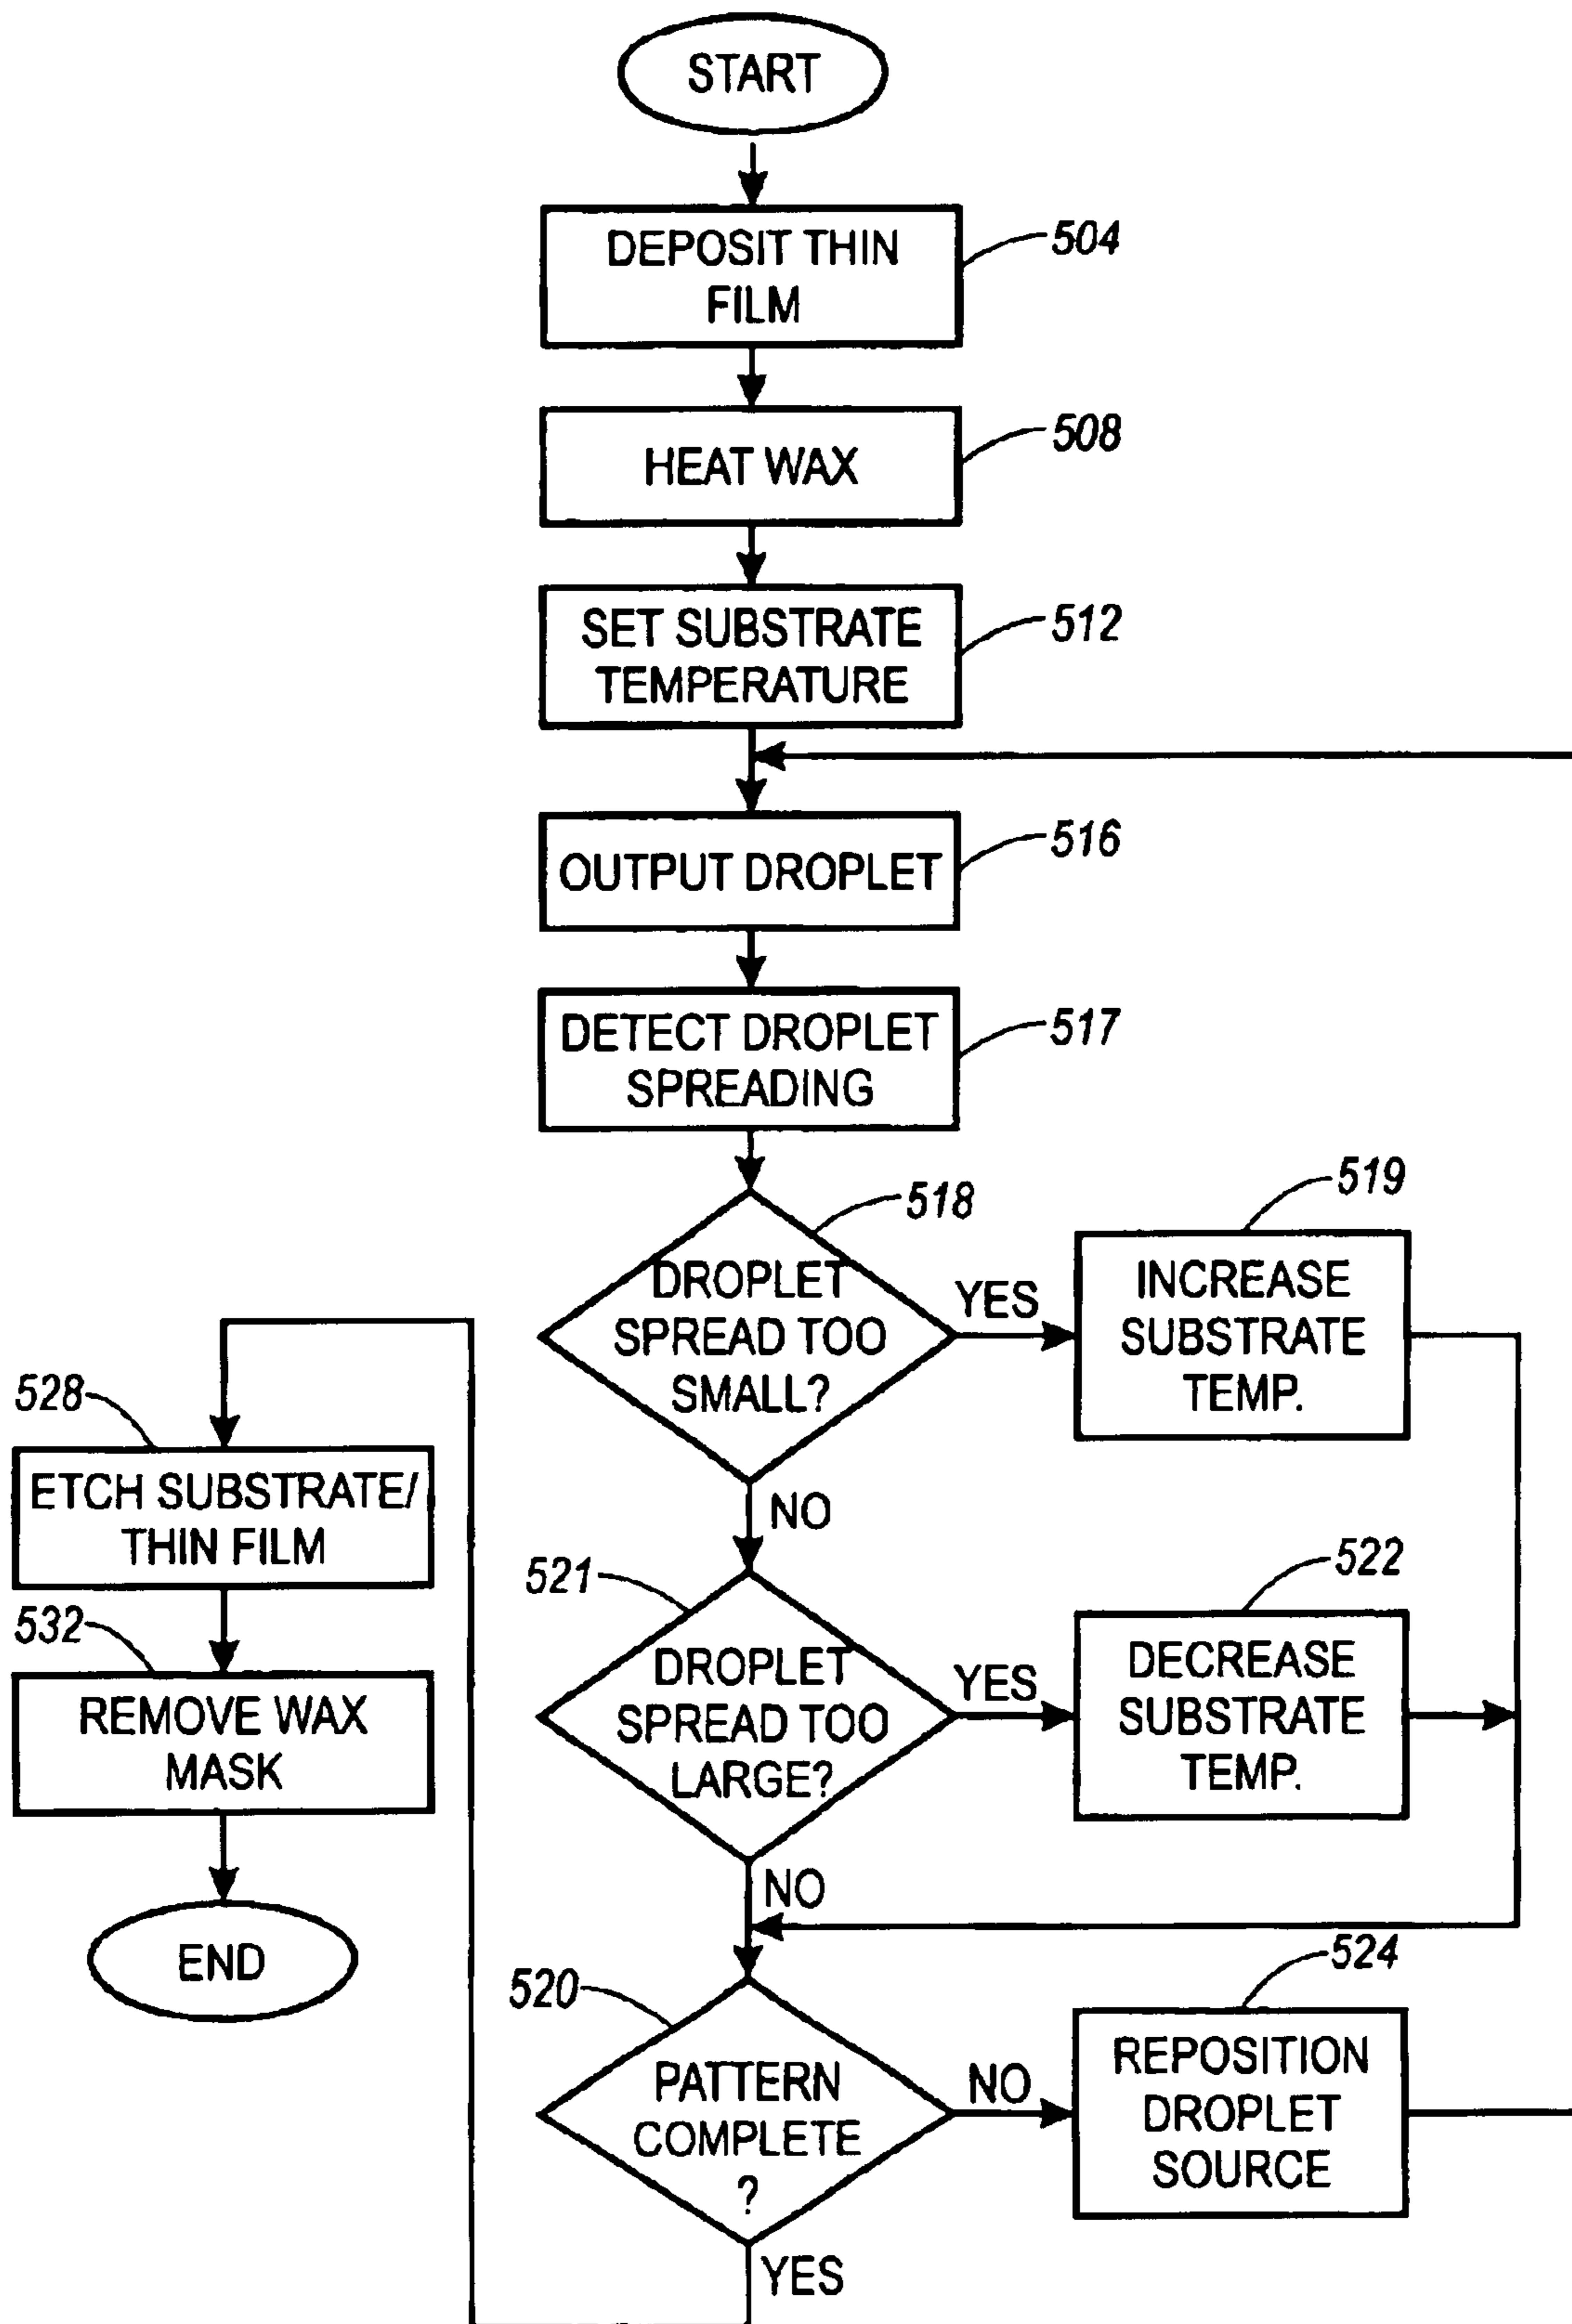 START
DEPOSIT THIN
FILM
504
HEAT WAX
508
SET SUBSTRATE
TEMPERATURE
512
OUTPUT DROPLET
516
DETECT DROPLET
SPREADING
517
DROPLET
SPREAD TOO
SMALL?
518
YES
INCREASE
SUBSTRATE
TEMP.
519
NO
DROPLET
SPREAD TOO
LARGE?
521
YES
DECREASE
SUBSTRATE
TEMP.
522
NO
PATTERN
COMPLETE
?
520
NO
REPOSITION
DROPLET
SOURCE
524
YES
528
ETCH SUBSTRATE/
THIN FILM
532
REMOVE WAX
MASK
END